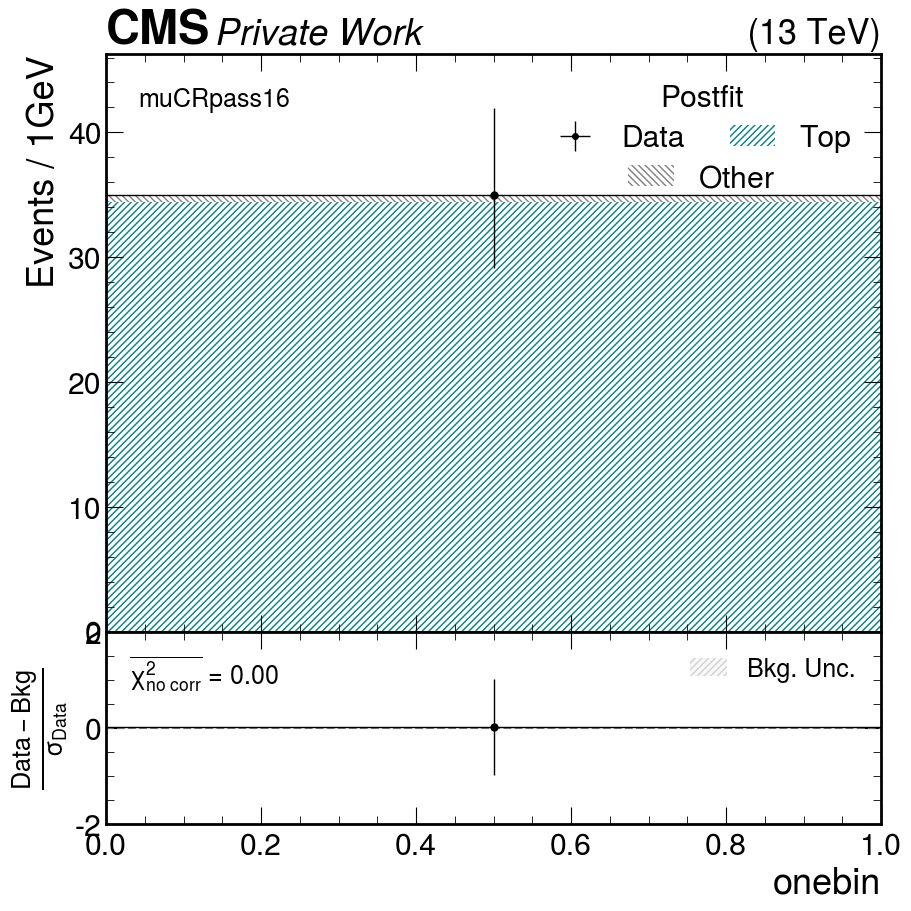 CMS Private Work (13 TeV)
Events / 1GeV
muCRpass16
Postfit
Data Top
Other
40
30
20
10
0
2
0
-2
Data – Bkg
σData
χ²no corr = 0.00
Bkg. Unc.
0.0 0.2 0.4 0.6 0.8 1.0
onebin